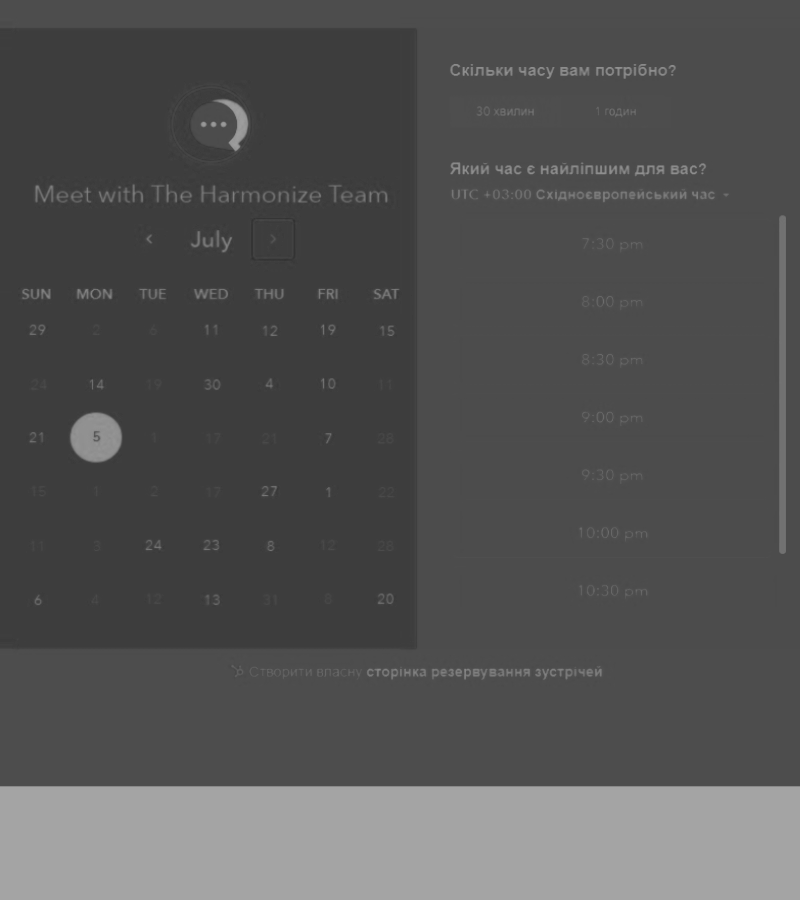 Meet with The Harmonize Team
July
SUN MON TUE WED THU FRI SAT
29 2 6 11 12 19 15
24 14 19 30 4 10 11
21 5 1 17 21 7 28
15 1 2 17 27 1 22
11 3 24 23 8 12 26
6 4 12 13 31 8 20
Скільки часу вам потрібно?
30 хвилин 1 годин
Який час є найліпшим для вас?
UTC +03:00 Східноєвропейський час
7:30 pm
8:00 pm
8:30 pm
9:00 pm
9:30 pm
10:00 pm
10:30 pm
Створити власну сторінка резервування зустрічей